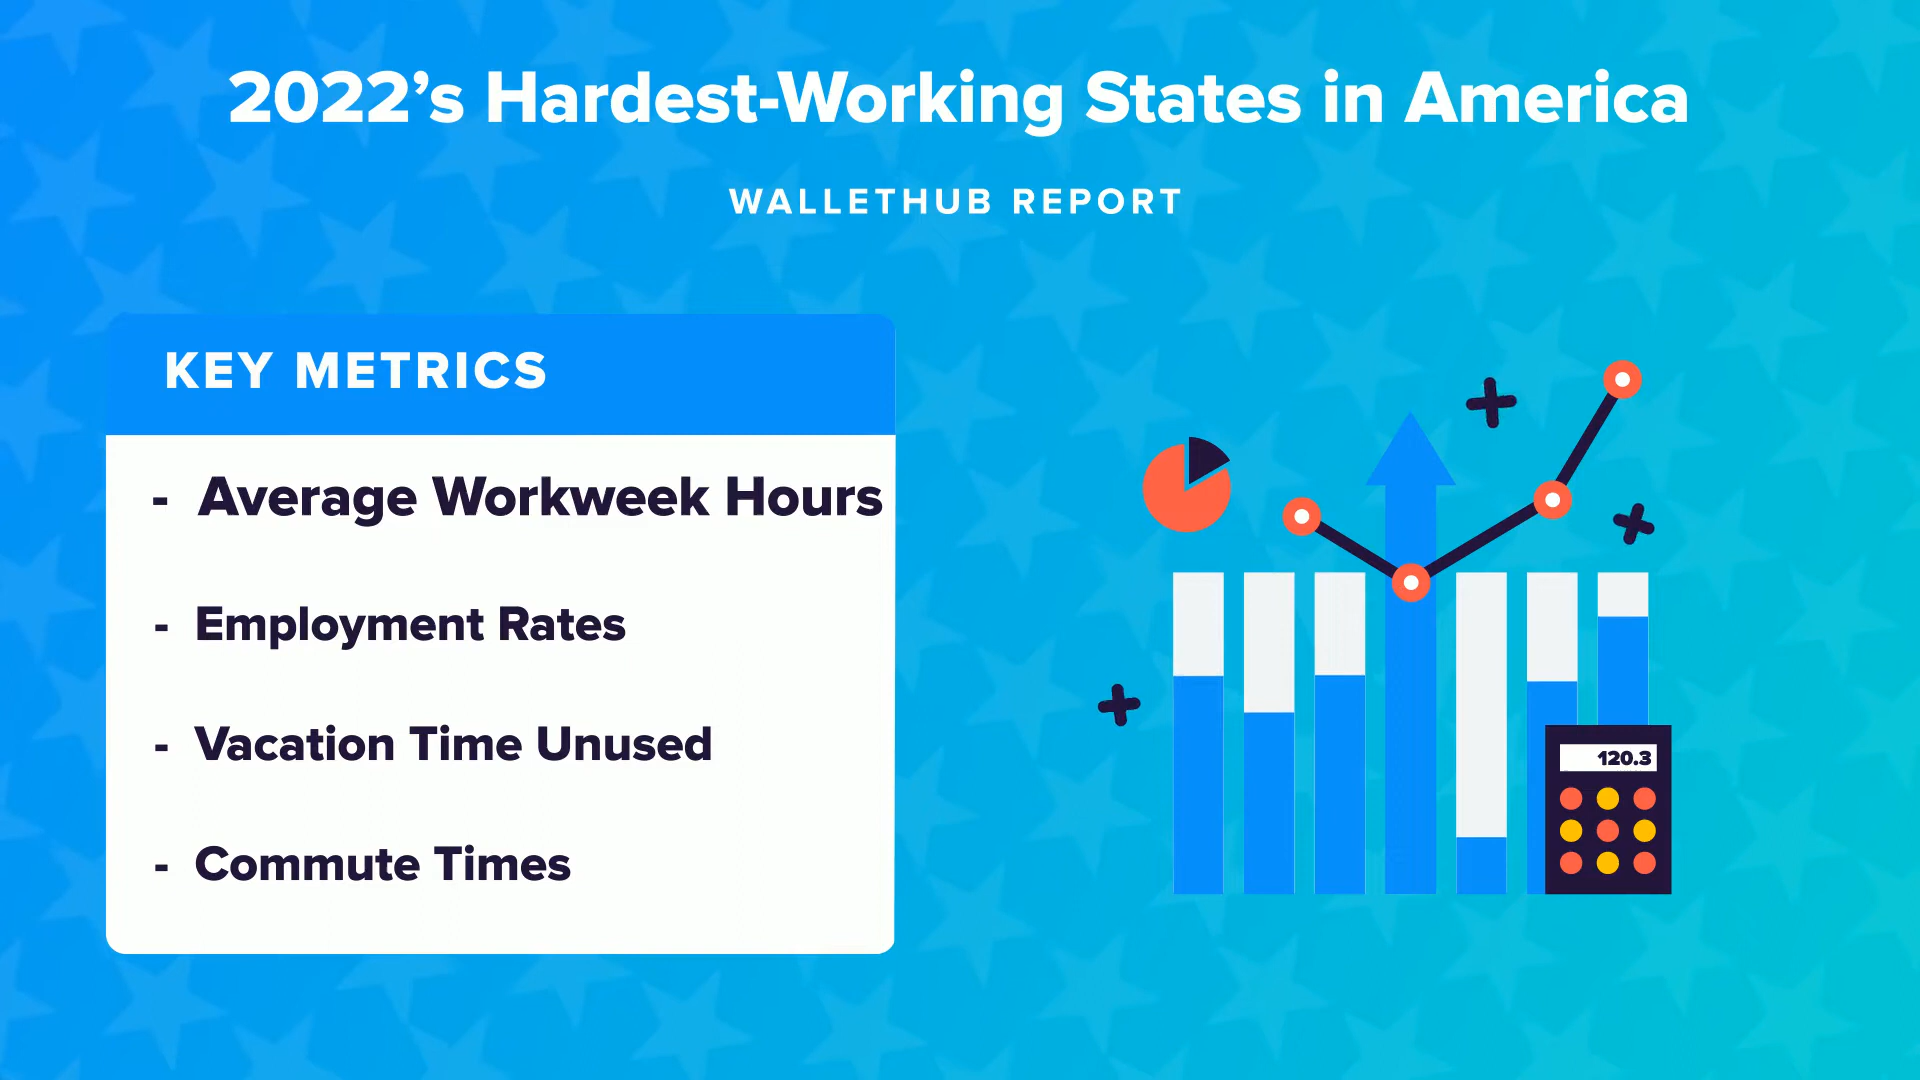 2022’s Hardest-Working States in America
WALLETHUB REPORT
KEY METRICS
- Average Workweek Hours
- Employment Rates
- Vacation Time Unused
- Commute Times
120.3